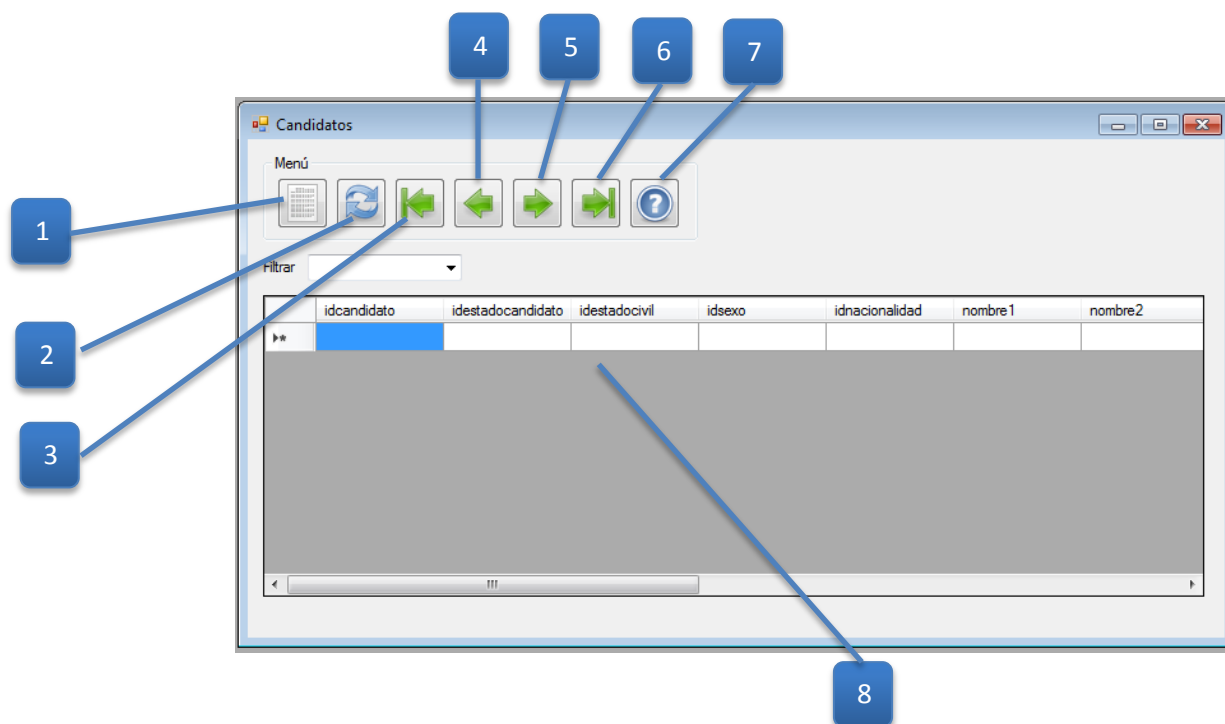 4 5 6 7
Candidatos
Menú
1
?
Filtrar
idcandidato idestadocandidato idestadocivil idsexo idnacionalidad nombre1 nombre2
2
3
8